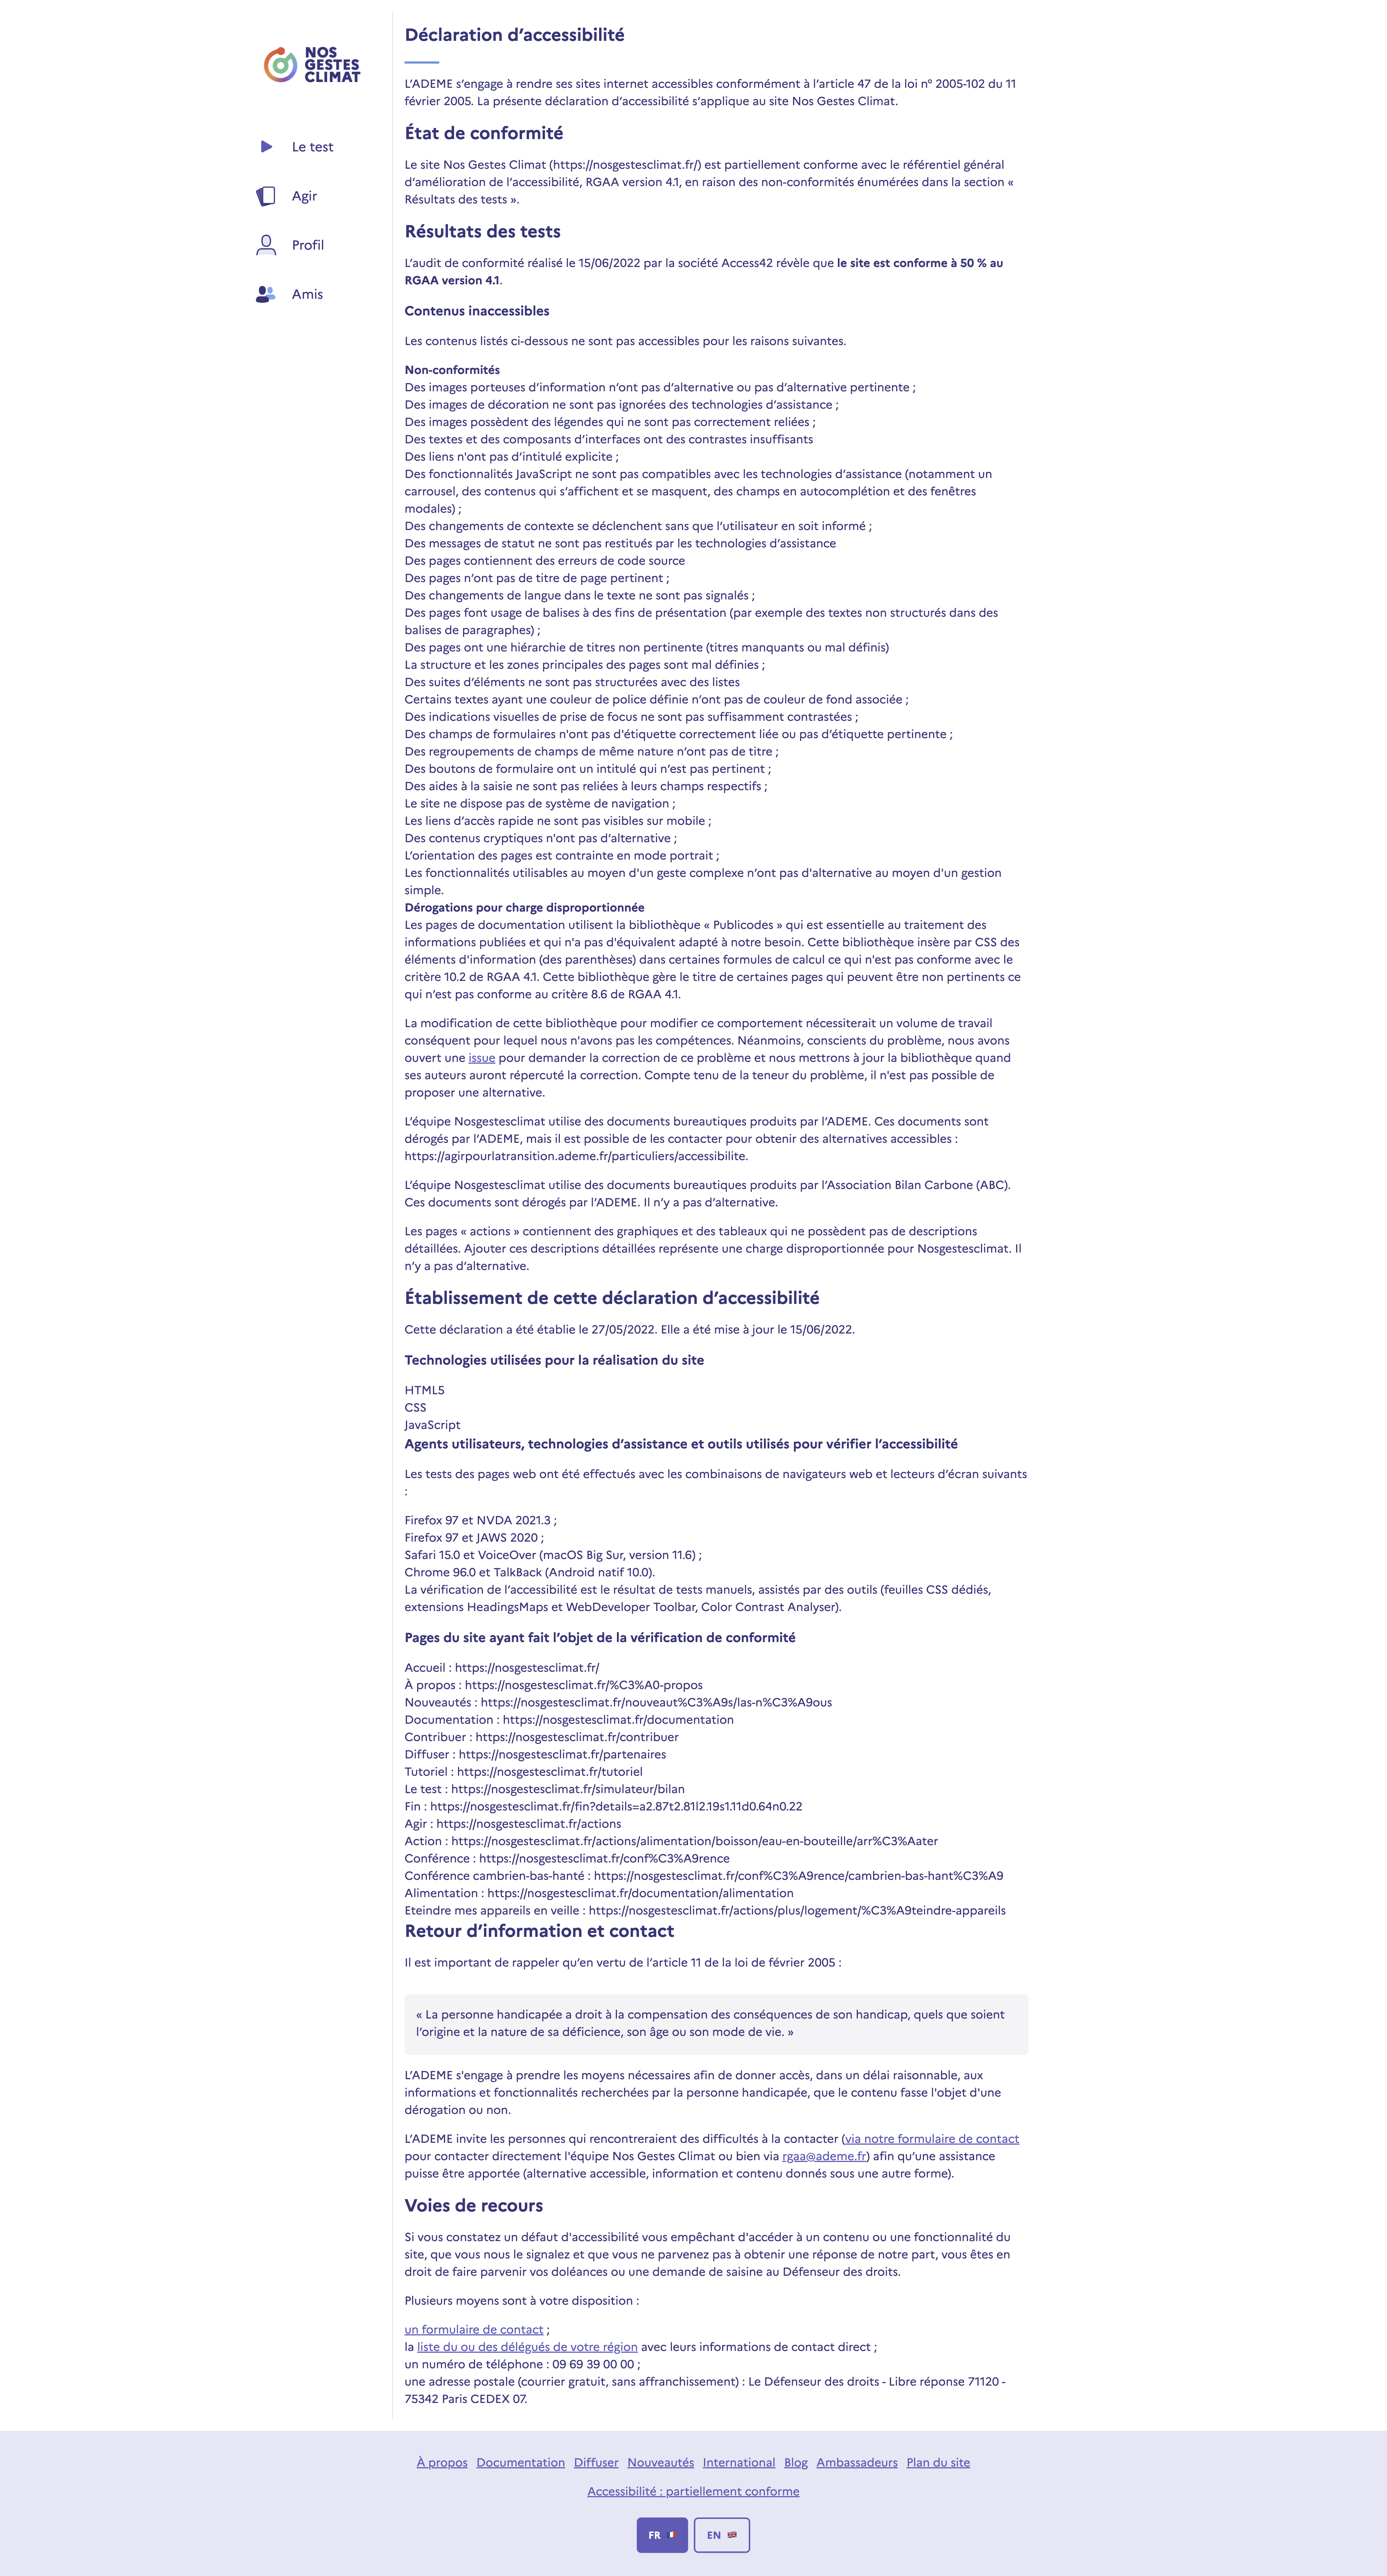 NOS
GESTES
CLIMAT
Le test
Agir
Profil
Amis
Déclaration d’accessibilité
L’ADEME s’engage à rendre ses sites internet accessibles conformément à l’article 47 de la loi n° 2005-102 du 11
février 2005. La présente déclaration d’accessibilité s’applique au site Nos Gestes Climat.
État de conformité
Le site Nos Gestes Climat (https://nosgestesclimat.fr/) est partiellement conforme avec le référentiel général
d’amélioration de l’accessibilité, RGAA version 4.1, en raison des non-conformités énumérées dans la section «
Résultats des tests ».
Résultats des tests
L’audit de conformité réalisé le 15/06/2022 par la société Access42 révèle que le site est conforme à 50 % au
RGAA version 4.1.
Contenus inaccessibles
Les contenus listés ci-dessous ne sont pas accessibles pour les raisons suivantes.
Non-conformités
Des images porteuses d’information n’ont pas d’alternative ou pas d’alternative pertinente ;
Des images de décoration ne sont pas ignorées des technologies d’assistance ;
Des images possèdent des légendes qui ne sont pas correctement reliées ;
Des textes et des composants d’interfaces ont des contrastes insuffisants
Des liens n'ont pas d’intitulé explicite ;
Des fonctionnalités JavaScript ne sont pas compatibles avec les technologies d’assistance (notamment un
carrousel, des contenus qui s’affichent et se masquent, des champs en autocomplétion et des fenêtres
modales) ;
Des changements de contexte se déclenchent sans que l’utilisateur en soit informé ;
Des messages de statut ne sont pas restitués par les technologies d’assistance
Des pages contiennent des erreurs de code source
Des pages n’ont pas de titre de page pertinent ;
Des changements de langue dans le texte ne sont pas signalés ;
Des pages font usage de balises à des fins de présentation (par exemple des textes non structurés dans des
balises de paragraphes) ;
Des pages ont une hiérarchie de titres non pertinente (titres manquants ou mal définis)
La structure et les zones principales des pages sont mal définies ;
Des suites d’éléments ne sont pas structurées avec des listes
Certains textes ayant une couleur de police définie n’ont pas de couleur de fond associée ;
Des indications visuelles de prise de focus ne sont pas suffisamment contrastées ;
Des champs de formulaires n'ont pas d'étiquette correctement liée ou pas d’étiquette pertinente ;
Des regroupements de champs de même nature n’ont pas de titre ;
Des boutons de formulaire ont un intitulé qui n’est pas pertinent ;
Des aides à la saisie ne sont pas reliées à leurs champs respectifs ;
Le site ne dispose pas de système de navigation ;
Les liens d’accès rapide ne sont pas visibles sur mobile ;
Des contenus cryptiques n'ont pas d’alternative ;
L’orientation des pages est contrainte en mode portrait ;
Les fonctionnalités utilisables au moyen d'un geste complexe n’ont pas d'alternative au moyen d'un gestion
simple.
Dérogations pour charge disproportionnée
Les pages de documentation utilisent la bibliothèque « Publicodes » qui est essentielle au traitement des
informations publiées et qui n'a pas d'équivalent adapté à notre besoin. Cette bibliothèque insère par CSS des
éléments d'information (des parenthèses) dans certaines formules de calcul ce qui n'est pas conforme avec le
critère 10.2 de RGAA 4.1. Cette bibliothèque gère le titre de certaines pages qui peuvent être non pertinents ce
qui n’est pas conforme au critère 8.6 de RGAA 4.1.
La modification de cette bibliothèque pour modifier ce comportement nécessiterait un volume de travail
conséquent pour lequel nous n'avons pas les compétences. Néanmoins, conscients du problème, nous avons
ouvert une issue pour demander la correction de ce problème et nous mettrons à jour la bibliothèque quand
ses auteurs auront répercuté la correction. Compte tenu de la teneur du problème, il n'est pas possible de
proposer une alternative.
L’équipe Nosgestesclimat utilise des documents bureautiques produits par l’ADEME. Ces documents sont
dérogés par l’ADEME, mais il est possible de les contacter pour obtenir des alternatives accessibles :
https://agirpourlatransition.ademe.fr/particuliers/accessibilite.
L’équipe Nosgestesclimat utilise des documents bureautiques produits par l’Association Bilan Carbone (ABC).
Ces documents sont dérogés par l’ADEME. Il n’y a pas d’alternative.
Les pages « actions » contiennent des graphiques et des tableaux qui ne possèdent pas de descriptions
détaillées. Ajouter ces descriptions détaillées représente une charge disproportionnée pour Nosgestesclimat. Il
n’y a pas d’alternative.
Établissement de cette déclaration d’accessibilité
Cette déclaration a été établie le 27/05/2022. Elle a été mise à jour le 15/06/2022.
Technologies utilisées pour la réalisation du site
HTML5
CSS
JavaScript
Agents utilisateurs, technologies d’assistance et outils utilisés pour vérifier l’accessibilité
Les tests des pages web ont été effectués avec les combinaisons de navigateurs web et lecteurs d’écran suivants
:
Firefox 97 et NVDA 2021.3 ;
Firefox 97 et JAWS 2020 ;
Safari 15.0 et VoiceOver (macOS Big Sur, version 11.6) ;
Chrome 96.0 et TalkBack (Android natif 10.0).
La vérification de l’accessibilité est le résultat de tests manuels, assistés par des outils (feuilles CSS dédiés,
extensions HeadingsMaps et WebDeveloper Toolbar, Color Contrast Analyser).
Pages du site ayant fait l’objet de la vérification de conformité
Accueil : https://nosgestesclimat.fr/
À propos : https://nosgestesclimat.fr/%C3%A0-propos
Nouveautés : https://nosgestesclimat.fr/nouveaut%C3%A9s/las-n%C3%A9ous
Documentation : https://nosgestesclimat.fr/documentation
Contribuer : https://nosgestesclimat.fr/contribuer
Diffuser : https://nosgestesclimat.fr/partenaires
Tutoriel : https://nosgestesclimat.fr/tutoriel
Le test : https://nosgestesclimat.fr/simulateur/bilan
Fin : https://nosgestesclimat.fr/fin?details=a2.87t2.81l2.19s1.11d0.64n0.22
Agir : https://nosgestesclimat.fr/actions
Action : https://nosgestesclimat.fr/actions/alimentation/boisson/eau-en-bouteille/arr%C3%Aater
Conférence : https://nosgestesclimat.fr/conf%C3%A9rence
Conférence cambrien-bas-hanté : https://nosgestesclimat.fr/conf%C3%A9rence/cambrien-bas-hant%C3%A9
Alimentation : https://nosgestesclimat.fr/documentation/alimentation
Eteindre mes appareils en veille : https://nosgestesclimat.fr/actions/plus/logement/%C3%A9teindre-appareils
Retour d’information et contact
Il est important de rappeler qu’en vertu de l’article 11 de la loi de février 2005 :
« La personne handicapée a droit à la compensation des conséquences de son handicap, quels que soient
l’origine et la nature de sa déficience, son âge ou son mode de vie. »
L’ADEME s'engage à prendre les moyens nécessaires afin de donner accès, dans un délai raisonnable, aux
informations et fonctionnalités recherchées par la personne handicapée, que le contenu fasse l'objet d'une
dérogation ou non.
L’ADEME invite les personnes qui rencontreraient des difficultés à la contacter (via notre formulaire de contact
pour contacter directement l'équipe Nos Gestes Climat ou bien via rgaa@ademe.fr) afin qu’une assistance
puisse être apportée (alternative accessible, information et contenu donnés sous une autre forme).
Voies de recours
Si vous constatez un défaut d'accessibilité vous empêchant d'accéder à un contenu ou une fonctionnalité du
site, que vous nous le signalez et que vous ne parvenez pas à obtenir une réponse de notre part, vous êtes en
droit de faire parvenir vos doléances ou une demande de saisine au Défenseur des droits.
Plusieurs moyens sont à votre disposition :
un formulaire de contact ;
la liste du ou des délégués de votre région avec leurs informations de contact direct ;
un numéro de téléphone : 09 69 39 00 00 ;
une adresse postale (courrier gratuit, sans affranchissement) : Le Défenseur des droits - Libre réponse 71120 -
75342 Paris CEDEX 07.
À propos Documentation Diffuser Nouveautés International Blog Ambassadeurs Plan du site
Accessibilité : partiellement conforme
FR EN